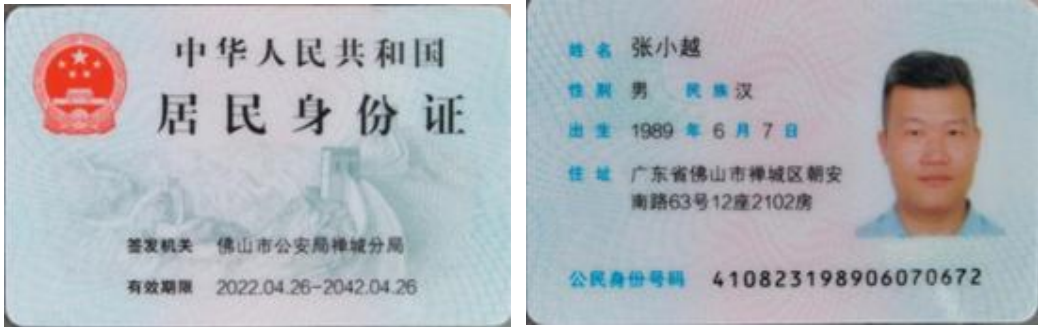 中华人民共和国
居民身份证
签发机关 佛山市公安局禅城分局
有效期限 2022.04.26-2042.04.26
姓名 张小越
性别 男 民族 汉
出生 1989 年 6 月 7 日
住址 广东省佛山市禅城区朝安
南路63号12座2102房
公民身份号码 410823198906070672